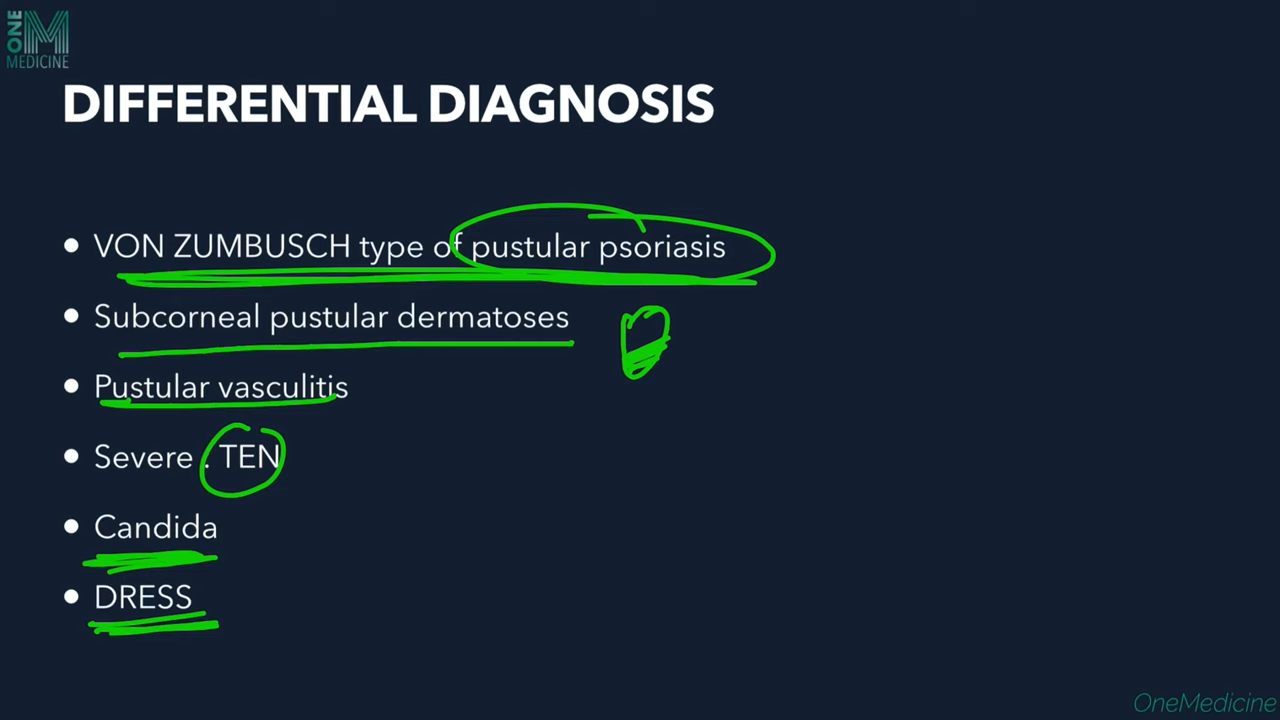 ONE M
MEDICINE
DIFFERENTIAL DIAGNOSIS
• VON ZUMBUSCH type of pustular psoriasis
• Subcorneal pustular dermatoses
• Pustular vasculitis
• Severe . TEN
• Candida
• DRESS
OneMedicine